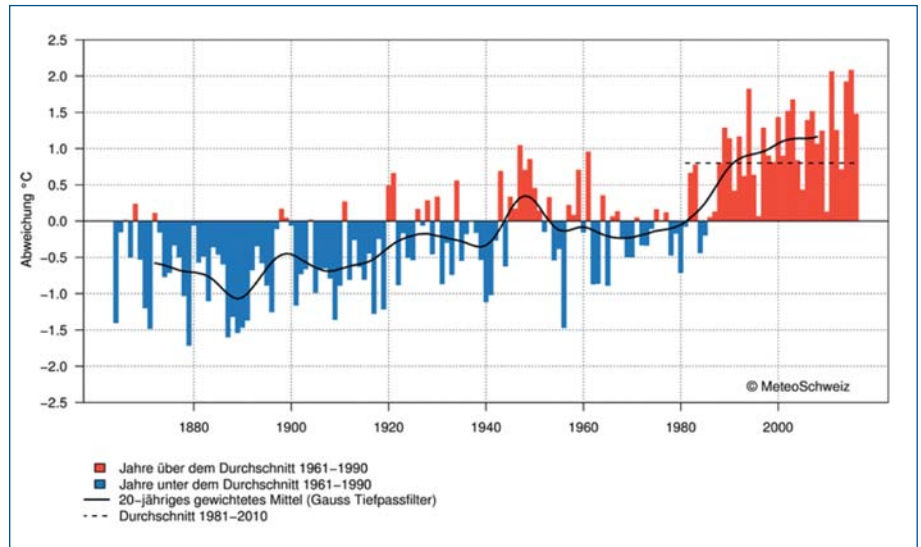 2.5
2.0
1.5
1.0
0.5
0.0
−0.5
−1.0
−1.5
−2.0
−2.5
Abweichung °C
© MeteoSchweiz
1880 1900 1920 1940 1960 1980 2000
Jahre über dem Durchschnitt 1961−1990
Jahre unter dem Durchschnitt 1961−1990
20-jähriges gewichtetes Mittel (Gauss Tiefpassfilter)
Durchschnitt 1981−2010